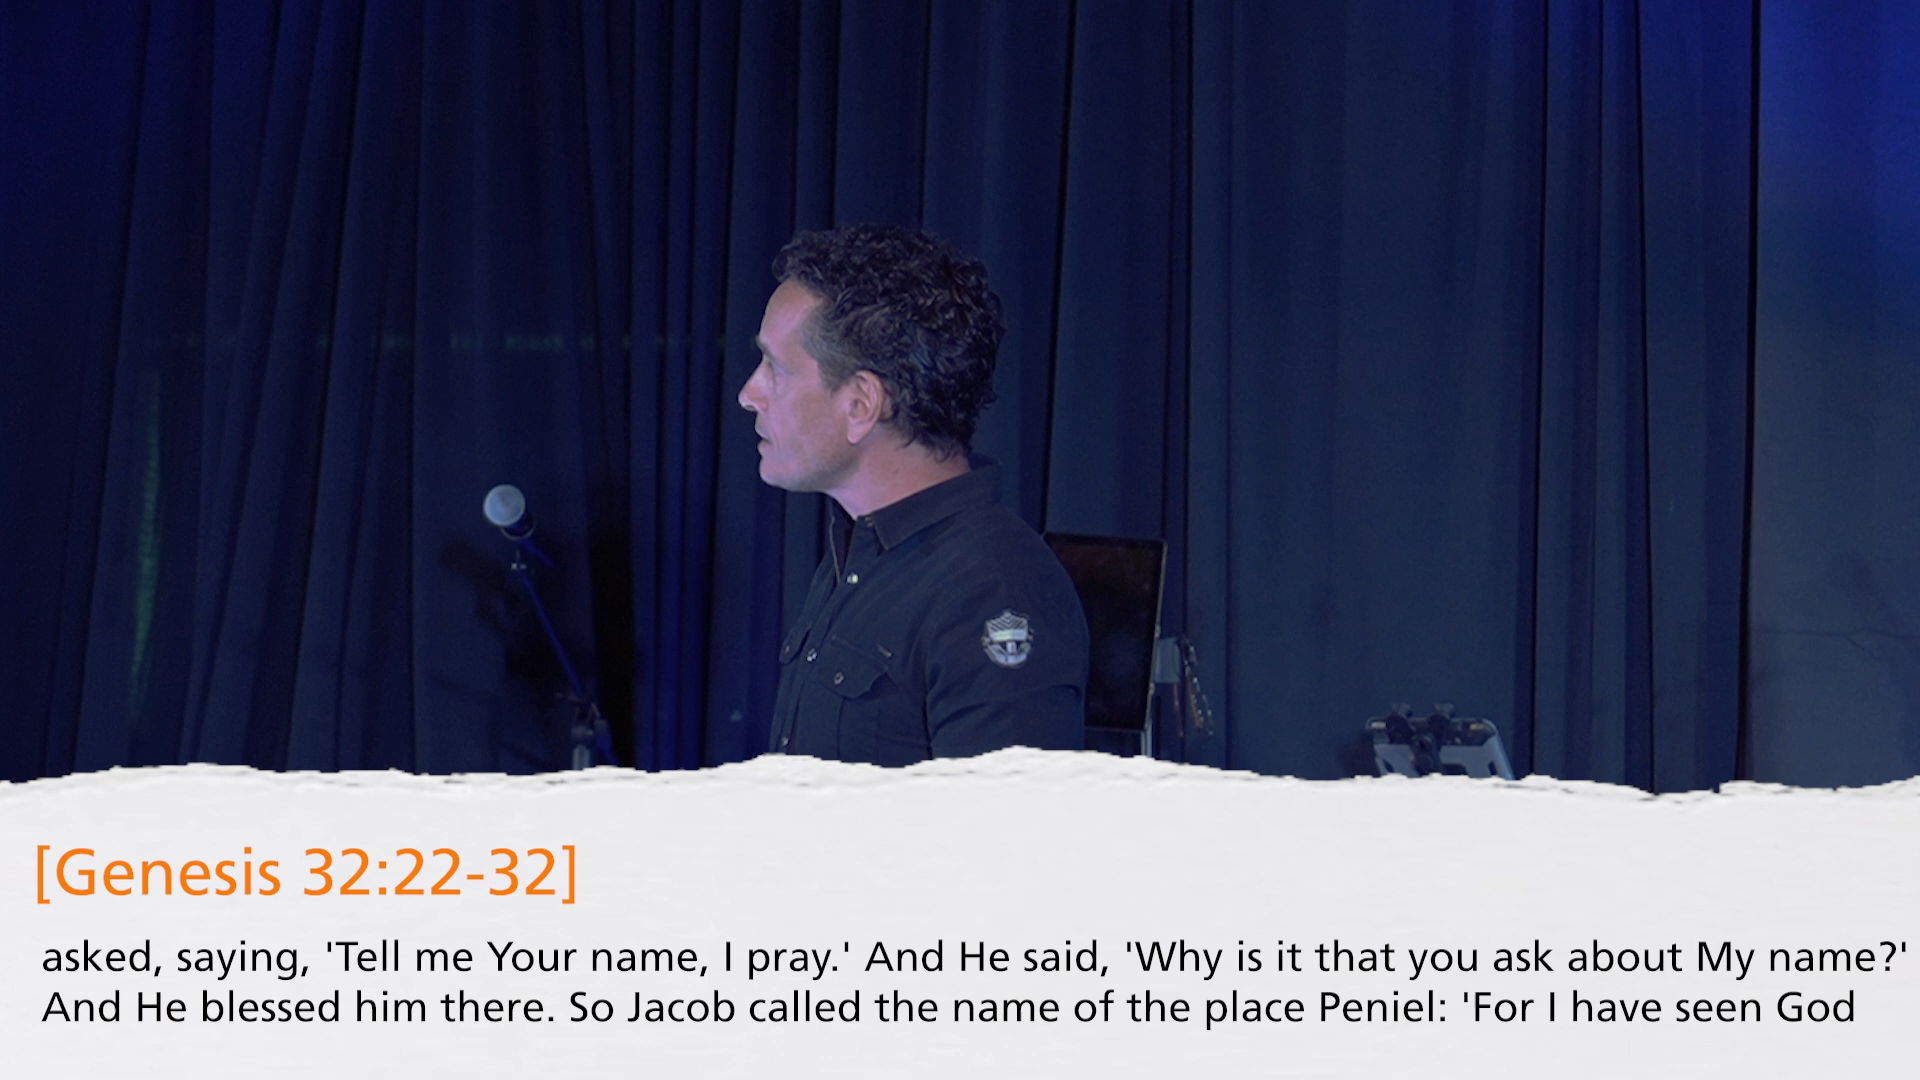 [Genesis 32:22-32]
asked, saying, 'Tell me Your name, I pray.' And He said, 'Why is it that you ask about My name?'
And He blessed him there. So Jacob called the name of the place Peniel: 'For I have seen God